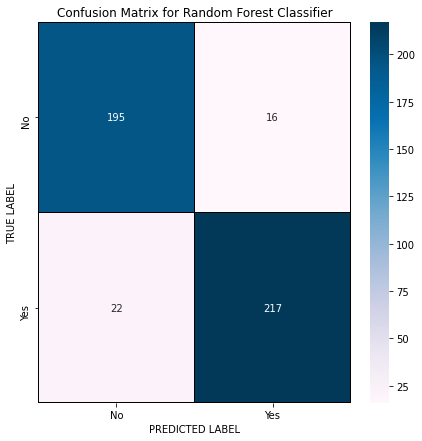 Confusion Matrix for Random Forest Classifier
TRUE LABEL
No
Yes
195
16
22
217
No
Yes
PREDICTED LABEL
200
175
150
125
100
75
50
25